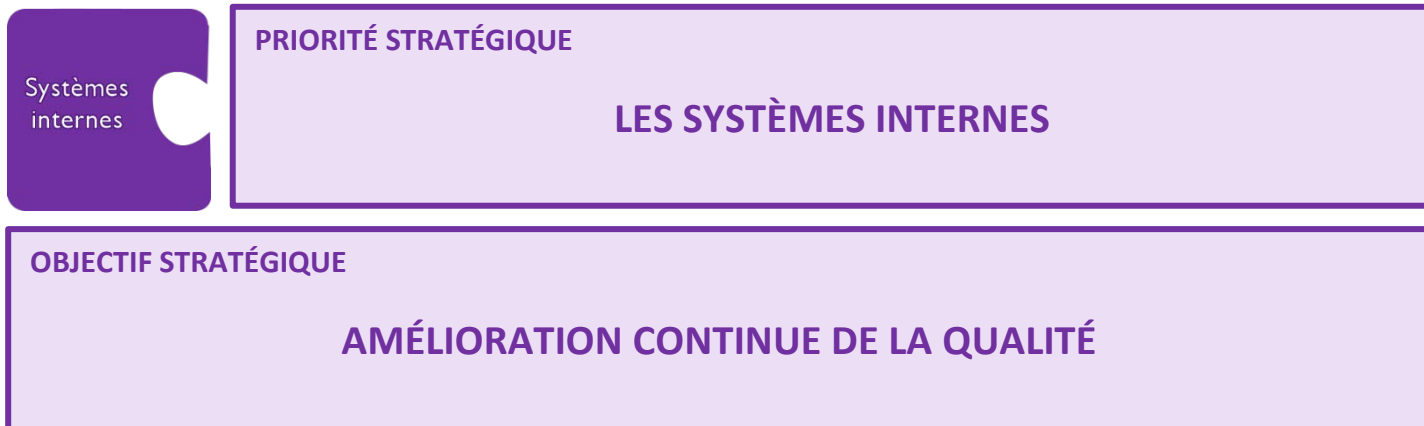 Systèmes
internes
PRIORITÉ STRATÉGIQUE
LES SYSTÈMES INTERNES
OBJECTIF STRATÉGIQUE
AMÉLIORATION CONTINUE DE LA QUALITÉ